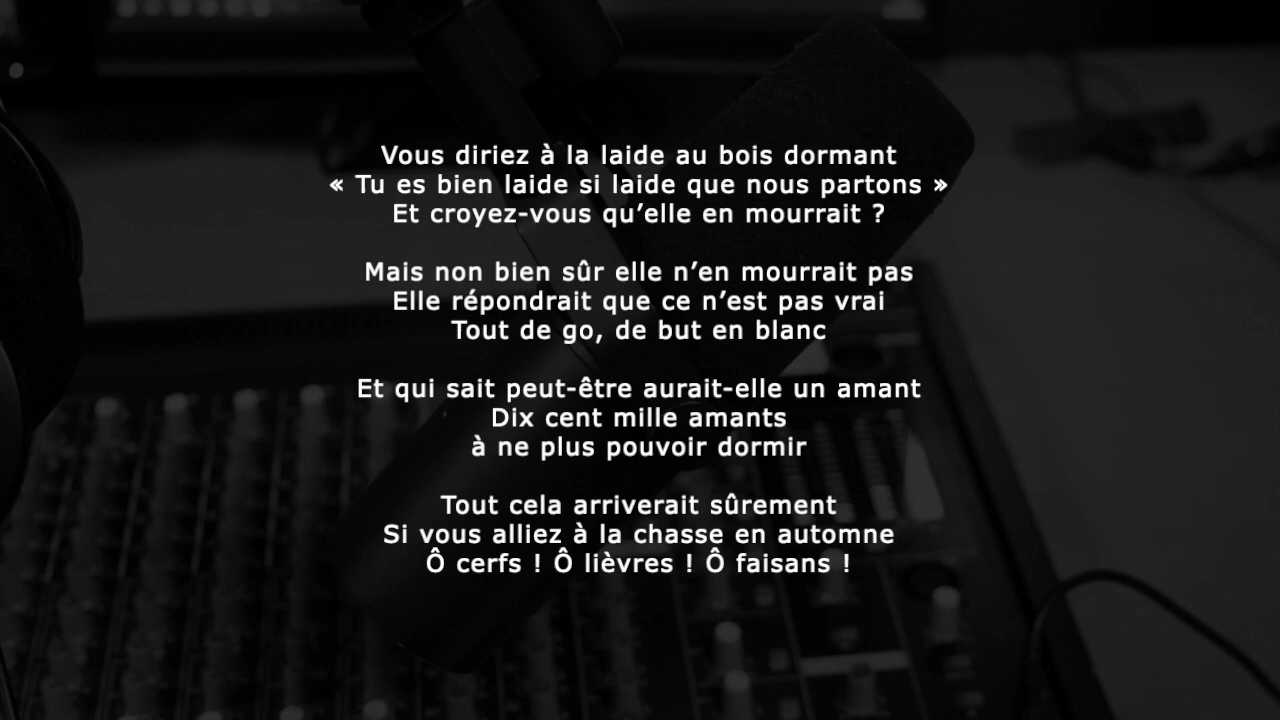 Vous diriez à la laide au bois dormant
« Tu es bien laide si laide que nous partons »
Et croyez-vous qu’elle en mourrait ?
Mais non bien sûr elle n’en mourrait pas
Elle répondrait que ce n’est pas vrai
Tout de go, de but en blanc
Et qui sait peut-être aurait-elle un amant
Dix cent mille amants
à ne plus pouvoir dormir
Tout cela arriverait sûrement
Si vous alliez à la chasse en automne
Ô cerfs ! Ô lièvres ! Ô faisans !